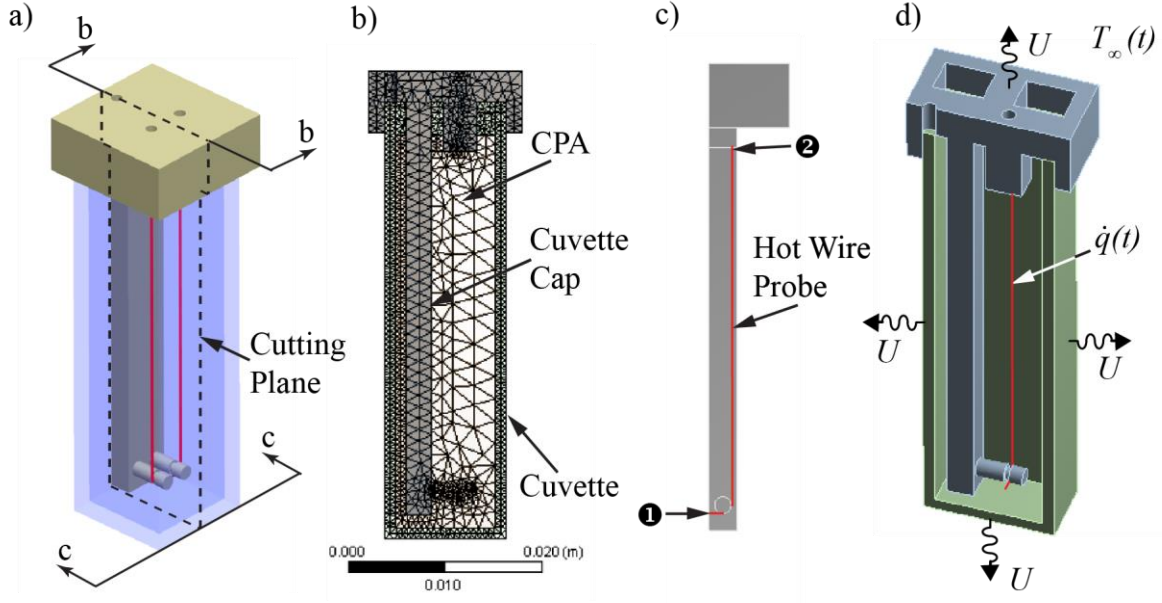 a)
b
b
Cutting
Plane
c
c
b)
CPA
Cuvette
Cap
Cuvette
0.000
0.020 (m)
0.010
c)
❷
Hot Wire
Probe
❶
d)
U
T∞(t)
q̇(t)
U
U
U